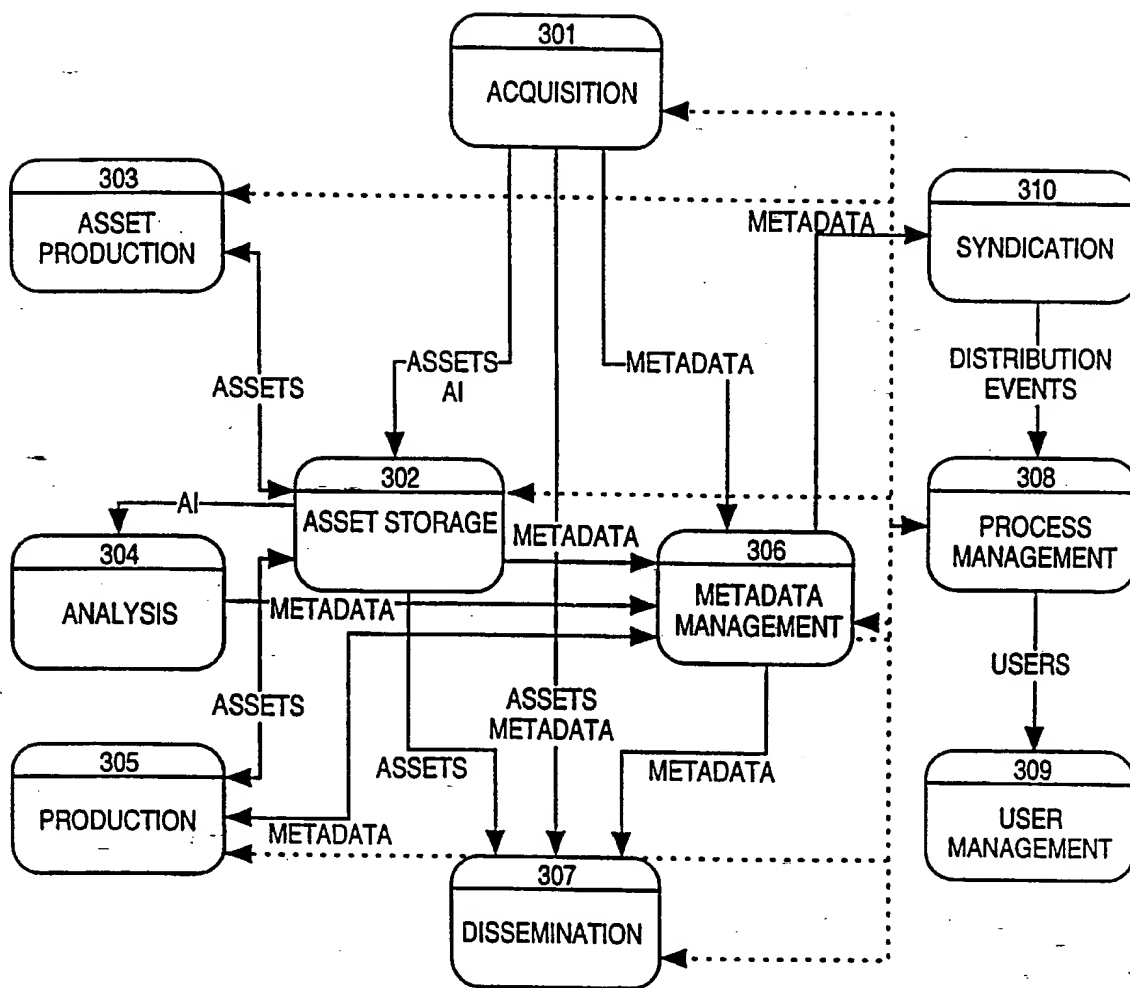 301
ACQUISITION
303
ASSET
PRODUCTION
310
SYNDICATION
METADATA
DISTRIBUTION
EVENTS
ASSETS
AI
METADATA
ASSETS
302
ASSET STORAGE
308
PROCESS
MANAGEMENT
AI
304
ANALYSIS
METADATA
306
METADATA
MANAGEMENT
METADATA
USERS
ASSETS
ASSETS
METADATA
ASSETS
METADATA
305
PRODUCTION
METADATA
309
USER
MANAGEMENT
307
DISSEMINATION